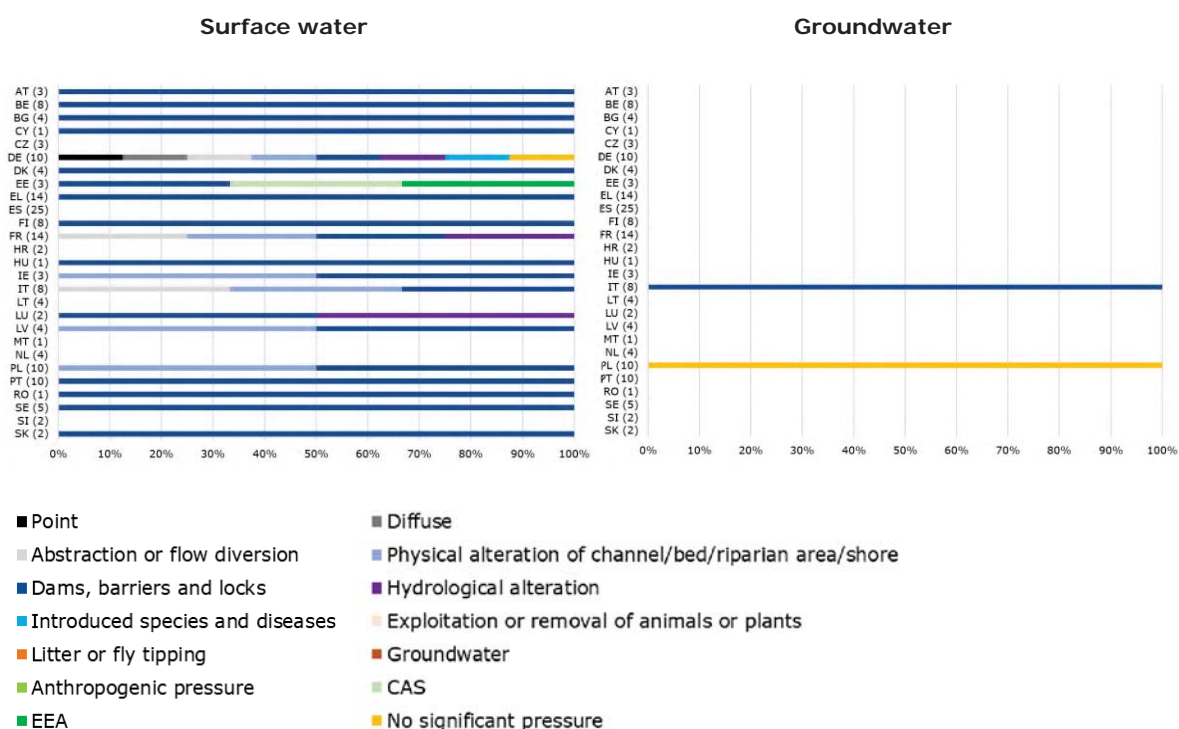 Surface water
Groundwater
AT (3)
BE (8)
BG (4)
CY (1)
CZ (3)
DE (10)
DK (4)
EE (3)
EL (14)
ES (25)
FI (8)
FR (14)
HR (2)
HU (1)
IE (3)
IT (8)
LT (4)
LU (2)
LV (4)
MT (1)
NL (4)
PL (10)
PT (10)
RO (1)
SE (5)
SI (2)
SK (2)
0% 10% 20% 30% 40% 50% 60% 70% 80% 90% 100%
AT (3)
BE (8)
BG (4)
CY (1)
CZ (3)
DE (10)
DK (4)
EE (3)
EL (14)
ES (25)
FI (8)
FR (14)
HR (2)
HU (1)
IE (3)
IT (8)
LT (4)
LU (2)
LV (4)
MT (1)
NL (4)
PL (10)
PT (10)
RO (1)
SE (5)
SI (2)
SK (2)
0% 10% 20% 30% 40% 50% 60% 70% 80% 90% 100%
Point
Diffuse
Abstraction or flow diversion
Physical alteration of channel/bed/riparian area/shore
Dams, barriers and locks
Hydrological alteration
Introduced species and diseases
Exploitation or removal of animals or plants
Litter or fly tipping
Groundwater
Anthropogenic pressure
CAS
EEA
No significant pressure